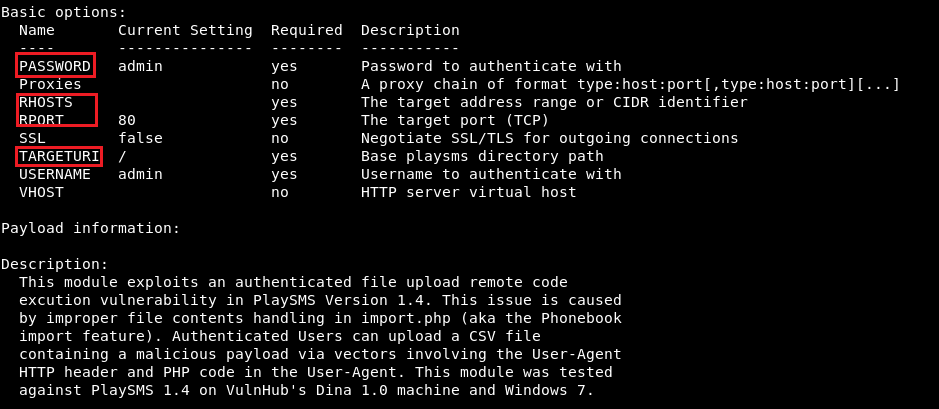 Basic options:
Name Current Setting Required Description
---- --------------- -------- -----------
PASSWORD admin yes Password to authenticate with
Proxies no A proxy chain of format type:host:port[,type:host:port][...]
RHOSTS yes The target address range or CIDR identifier
RPORT 80 yes The target port (TCP)
SSL false no Negotiate SSL/TLS for outgoing connections
TARGETURI / yes Base playsms directory path
USERNAME admin yes Username to authenticate with
VHOST no HTTP server virtual host
Payload information:
Description:
This module exploits an authenticated file upload remote code
excution vulnerability in PlaySMS Version 1.4. This issue is caused
by improper file contents handling in import.php (aka the Phonebook
import feature). Authenticated Users can upload a CSV file
containing a malicious payload via vectors involving the User-Agent
HTTP header and PHP code in the User-Agent. This module was tested
against PlaySMS 1.4 on VulnHub's Dina 1.0 machine and Windows 7.